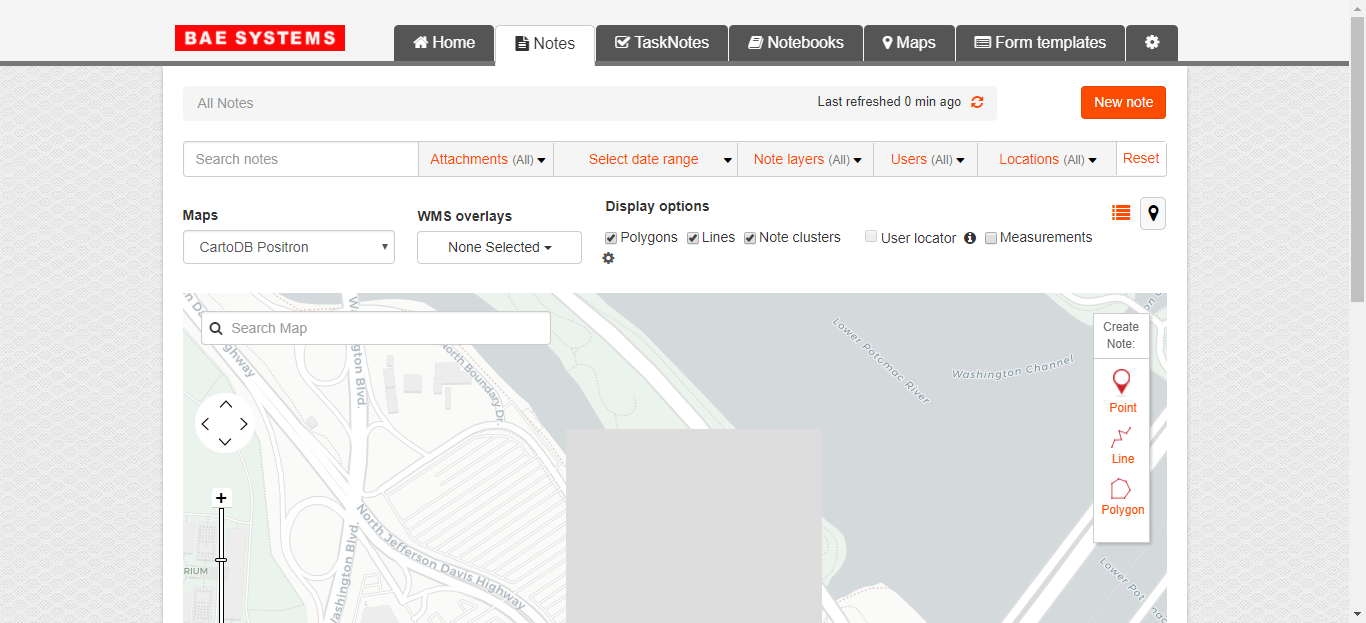 BAE SYSTEMS
Home
Notes
TaskNotes
Notebooks
Maps
Form templates
All Notes
Last refreshed 0 min ago
New note
Search notes
Attachments (All)
Select date range
Note layers (All)
Users (All)
Locations (All)
Reset
Maps
WMS overlays
Display options
CartoDB Positron
None Selected
Polygons
Lines
Note clusters
User locator
Measurements
Search Map
Create
Note:
Point
Line
Polygon
Highway
Washington Channel
Lower Potomac River
North Boundary Dr.
North Jefferson Davis Highway
Washington Blvd.
RIUM